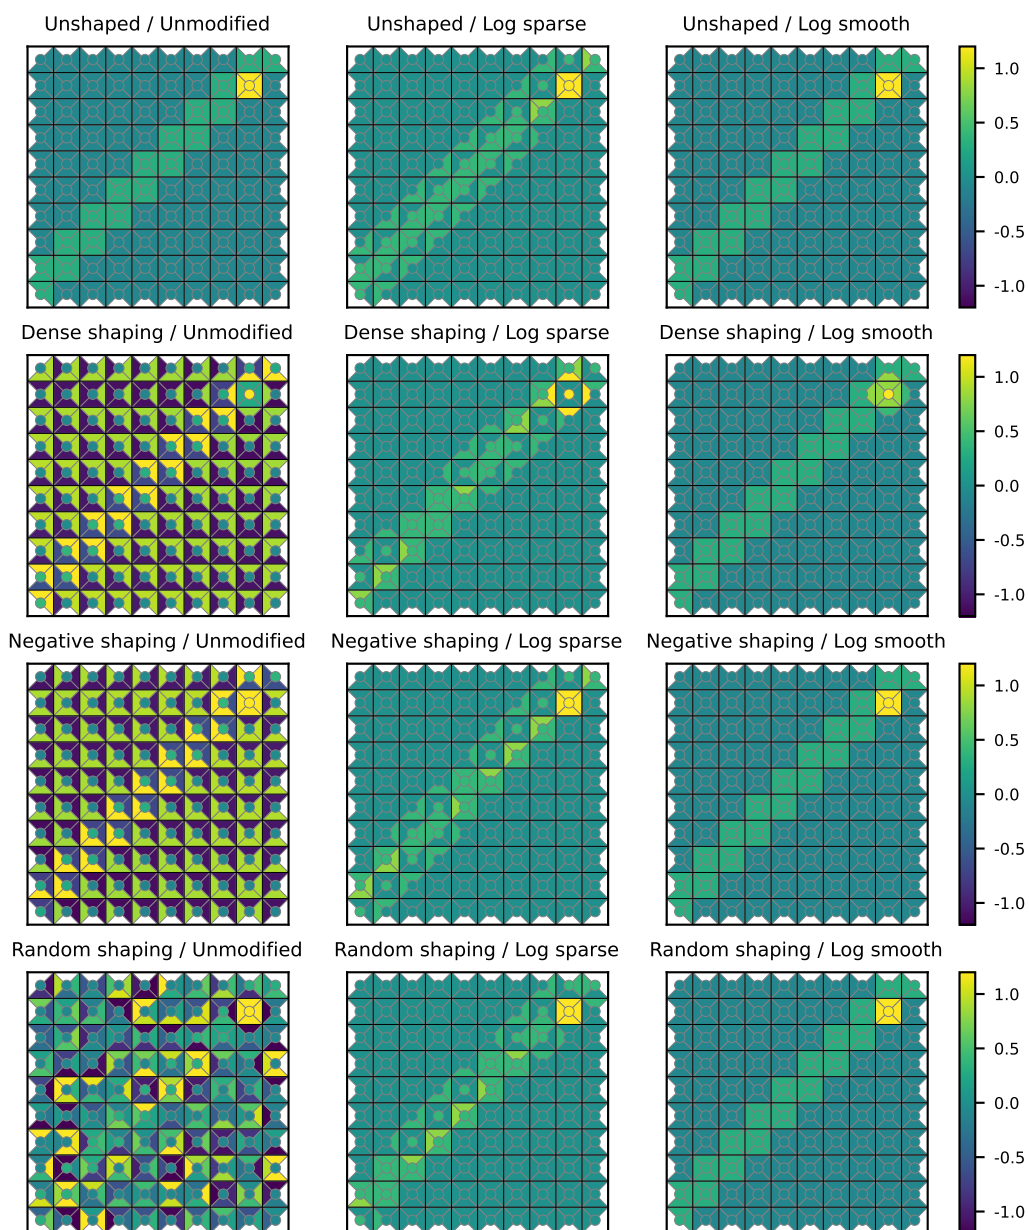 Unshaped / Unmodified
Unshaped / Log sparse
Unshaped / Log smooth
1.0
0.5
0.0
-0.5
-1.0
Dense shaping / Unmodified
Dense shaping / Log sparse
Dense shaping / Log smooth
1.0
0.5
0.0
-0.5
-1.0
Negative shaping / Unmodified
Negative shaping / Log sparse
Negative shaping / Log smooth
1.0
0.5
0.0
-0.5
-1.0
Random shaping / Unmodified
Random shaping / Log sparse
Random shaping / Log smooth
1.0
0.5
0.0
-0.5
-1.0